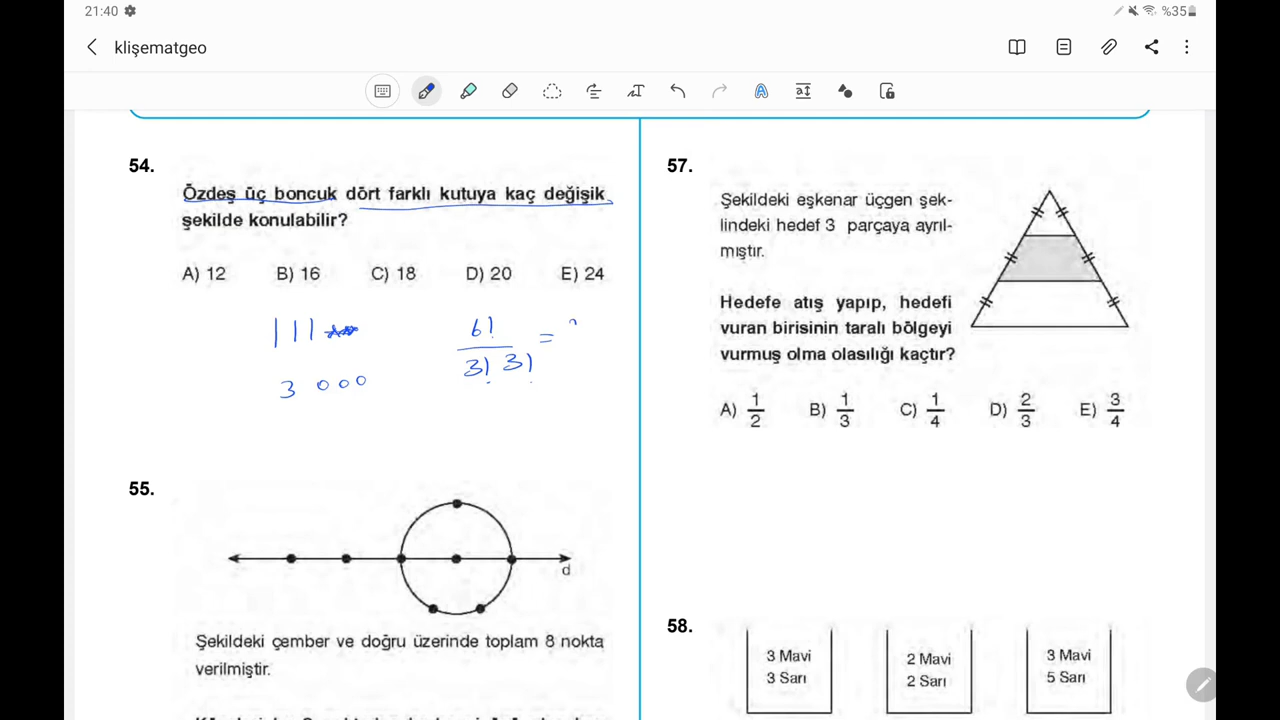 21:40
%35
klişematgeo
54.
Özdeş üç boncuk dört farklı kutuya kaç değişik
şekilde konulabilir?
A) 12 B) 16 C) 18 D) 20 E) 24
| | |
3 0 0 0
6! / 3! 3! =
55.
d
Şekildeki çember ve doğru üzerinde toplam 8 nokta
verilmiştir.
57.
Şekildeki eşkenar üçgen şek-
lindeki hedef 3 parçaya ayrıl-
mıştır.
Hedefe atış yapıp, hedefi
vuran birisinin taralı bölgeyi
vurmuş olma olasılığı kaçtır?
A) 1/2 B) 1/3 C) 1/4 D) 2/3 E) 3/4
58.
3 Mavi
3 Sarı
2 Mavi
2 Sarı
3 Mavi
5 Sarı